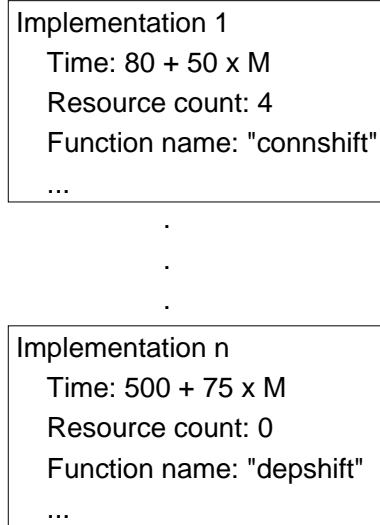 Implementation 1
Time: 80 + 50 x M
Resource count: 4
Function name: "connshift"
...
.
.
.
Implementation n
Time: 500 + 75 x M
Resource count: 0
Function name: "depshift"
...